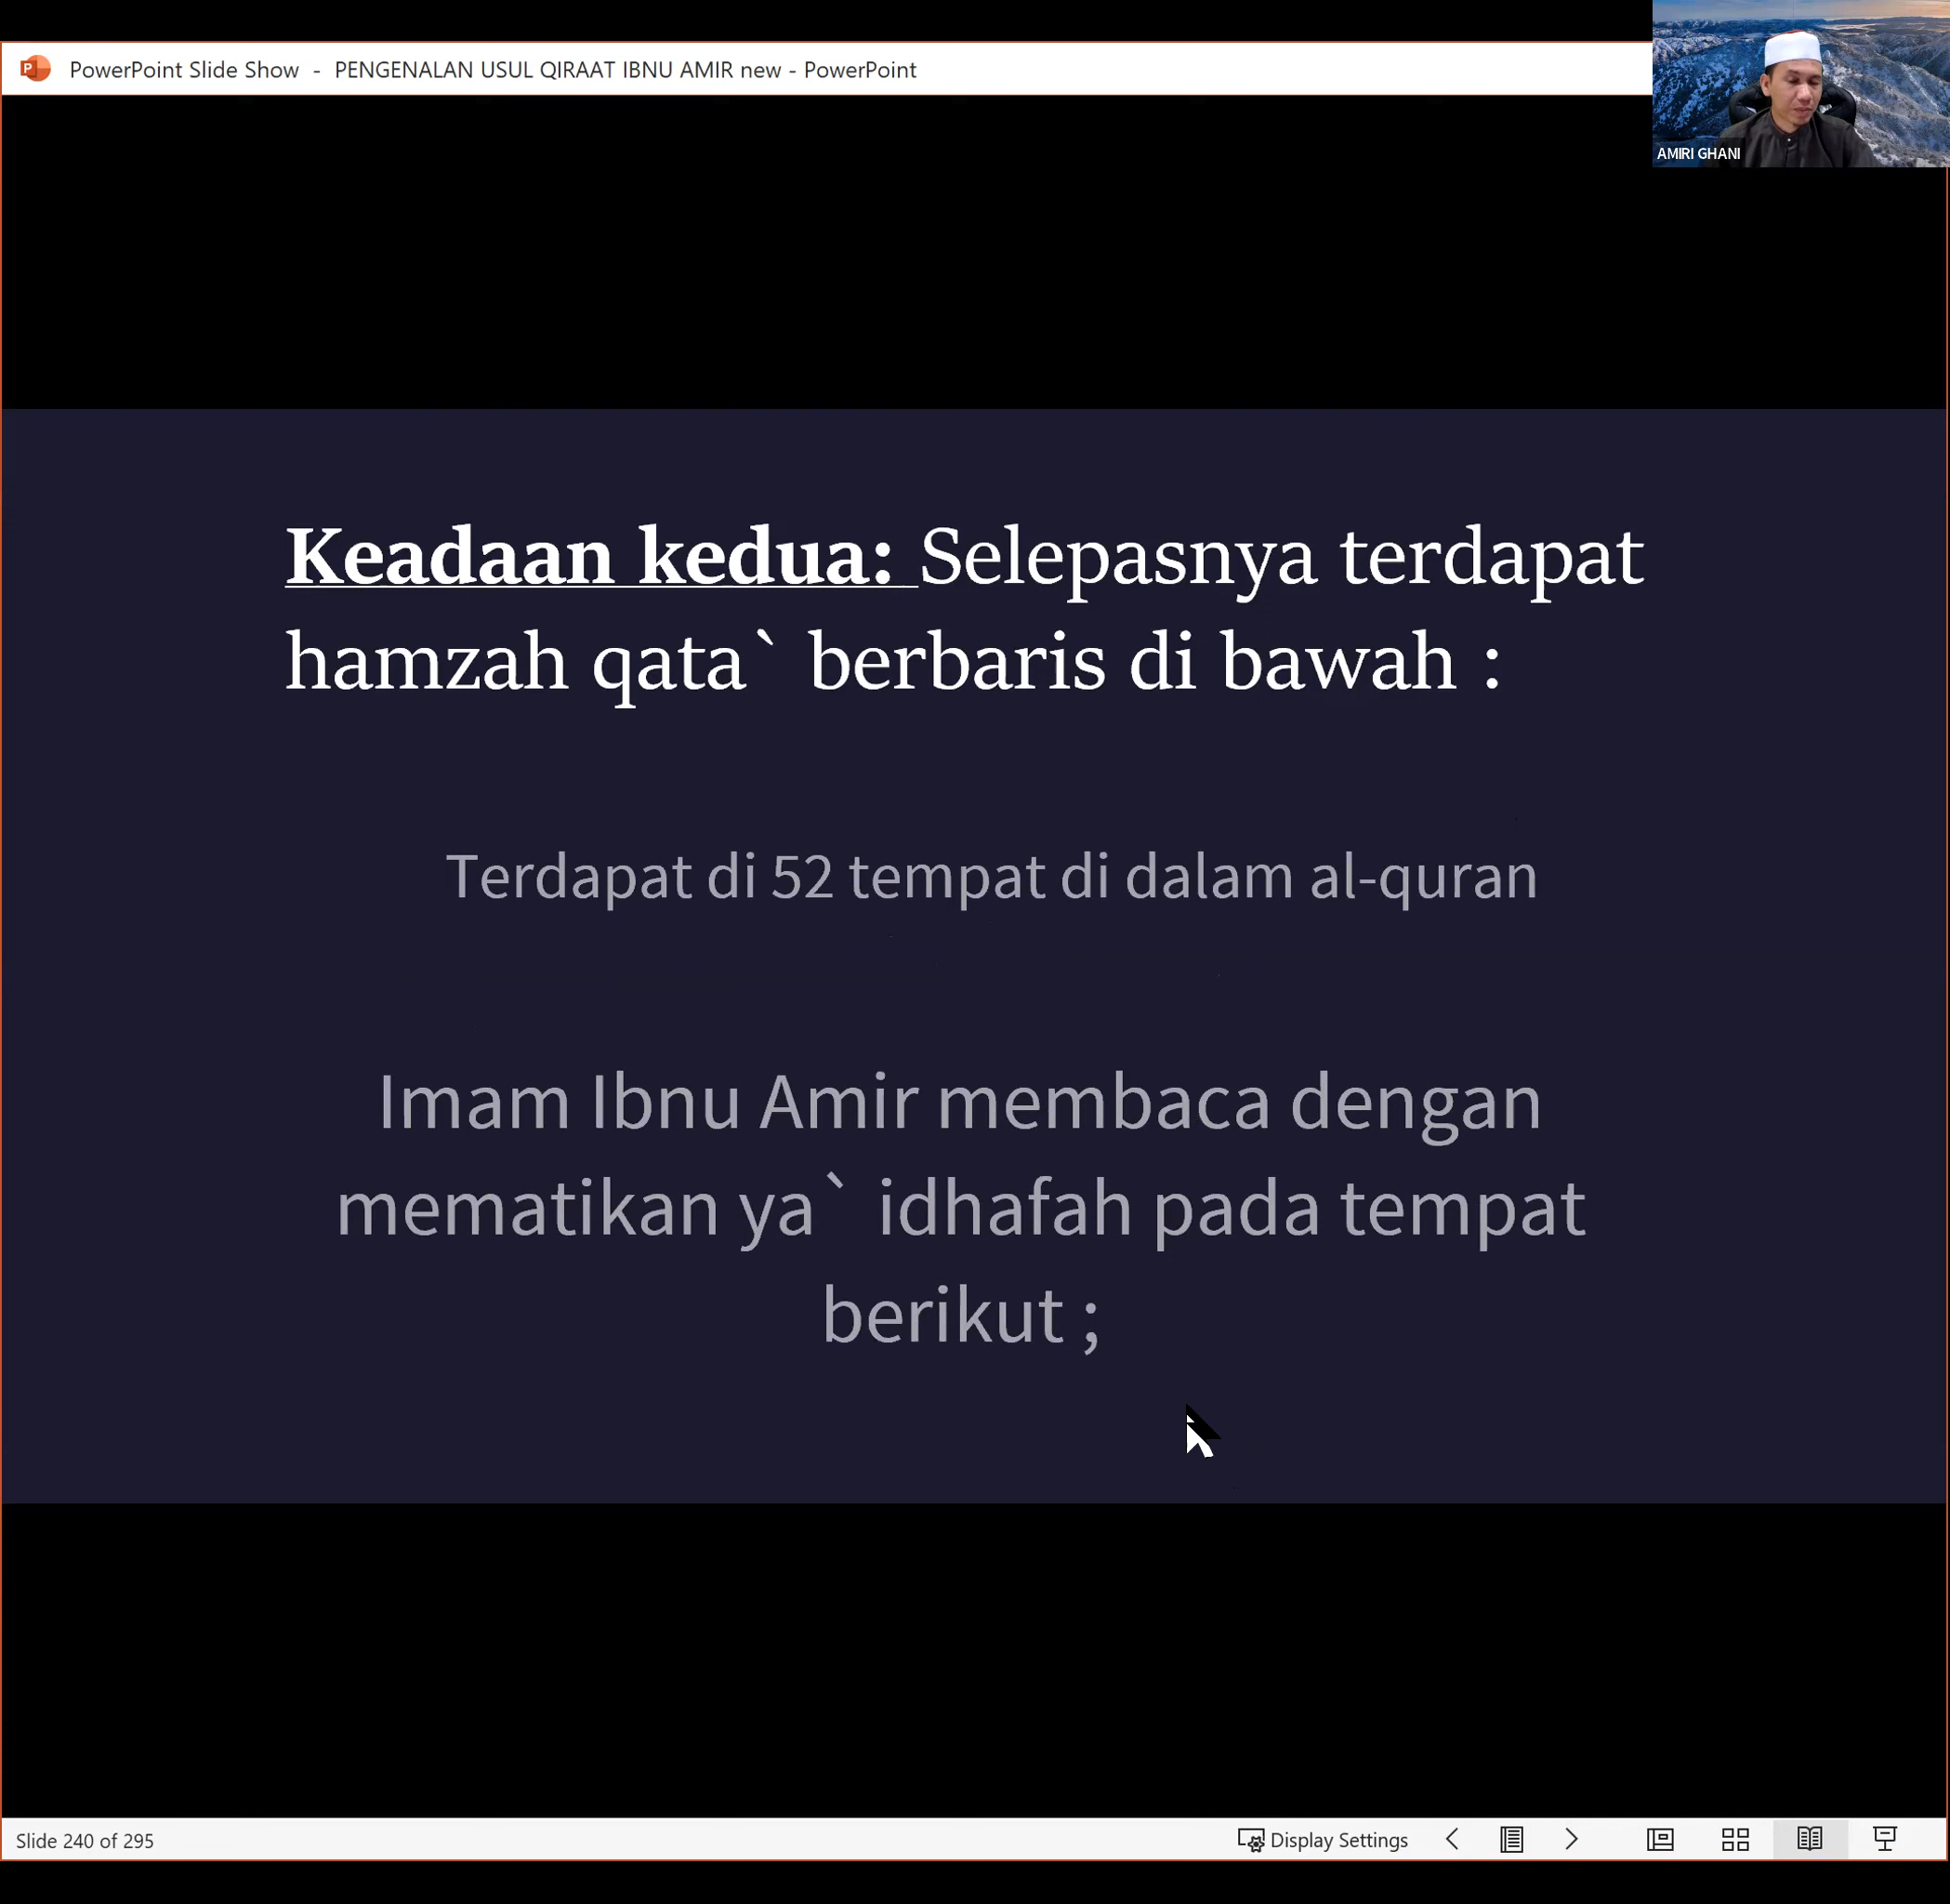 PowerPoint Slide Show - PENGENALAN USUL QIRAAT IBNU AMIR new - PowerPoint
AMIRI GHANI
Keadaan kedua: Selepasnya terdapat
hamzah qata` berbaris di bawah :
Terdapat di 52 tempat di dalam al-quran
Imam Ibnu Amir membaca dengan
mematikan ya` idhafah pada tempat
berikut ;
Slide 240 of 295
Display Settings